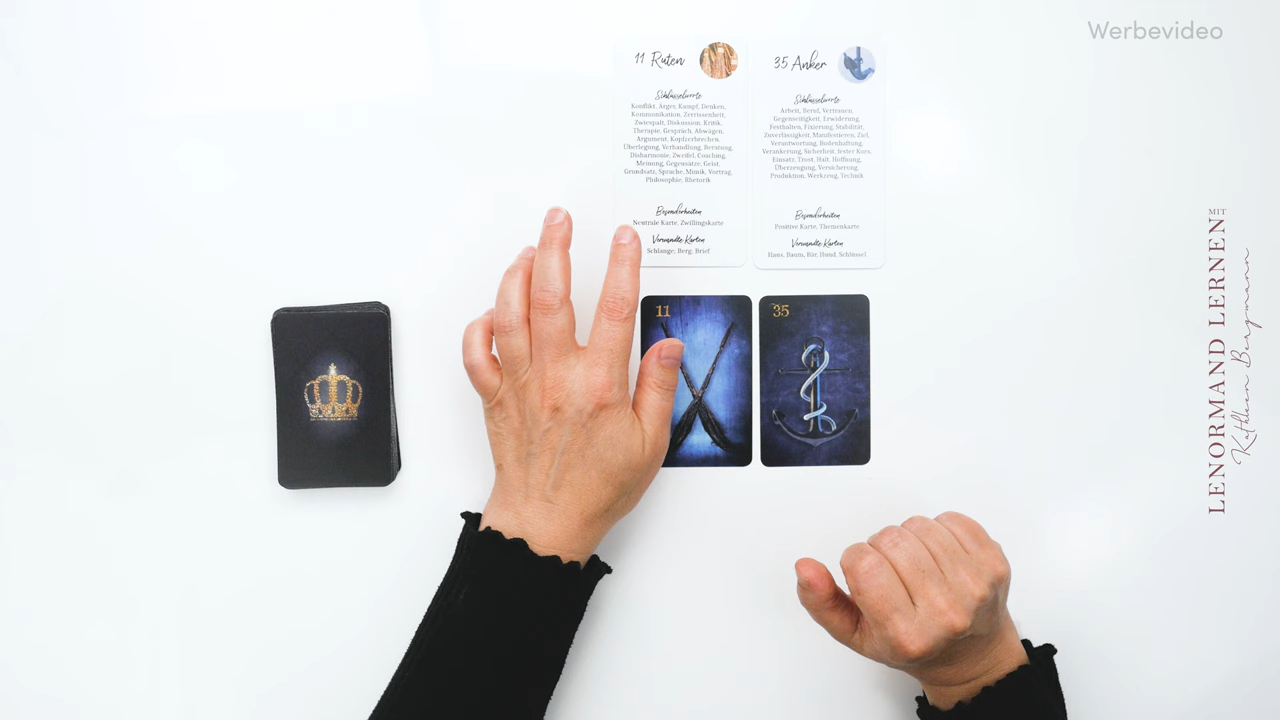 Werbevideo
11 Ruten
Schlüsselworte
Konflikt, Ärger, Kampf, Denken,
Kommunikation, Zerrissenheit,
Zwiespalt, Diskussion, Kritik,
Therapie, Gespräch, Abwägen,
Argument, Kopfzerbrechen,
Überlegung, Verhandlung, Beratung,
Disharmonie, Zweifel, Coaching,
Meinung, Gegensätze, Geist,
Grundsatz, Sprache, Mimik, Vortrag,
Philosophie, Rhetorik
Besonderheiten
Neutrale Karte, Zwillingskarte
Verwandte Karten
Schlange, Berg, Brief
35 Anker
Schlüsselworte
Arbeit, Beruf, Vertrauen,
Gegenseitigkeit, Erwiderung,
Festhalten, Fixierung, Stabilität,
Zuverlässigkeit, Manifestieren, Ziel,
Verantwortung, Bodenhaftung,
Verankerung, Sicherheit, fester Kurs,
Einsatz, Trost, Halt, Hoffnung,
Überzeugung, Versicherung,
Produktion, Werkzeug, Technik
Besonderheiten
Positive Karte, Themenkarte
Verwandte Karten
Haus, Baum, Bär, Hund, Schlüssel
11
35
LENORMAND LERNEN
MIT
Kathleen Bergmann